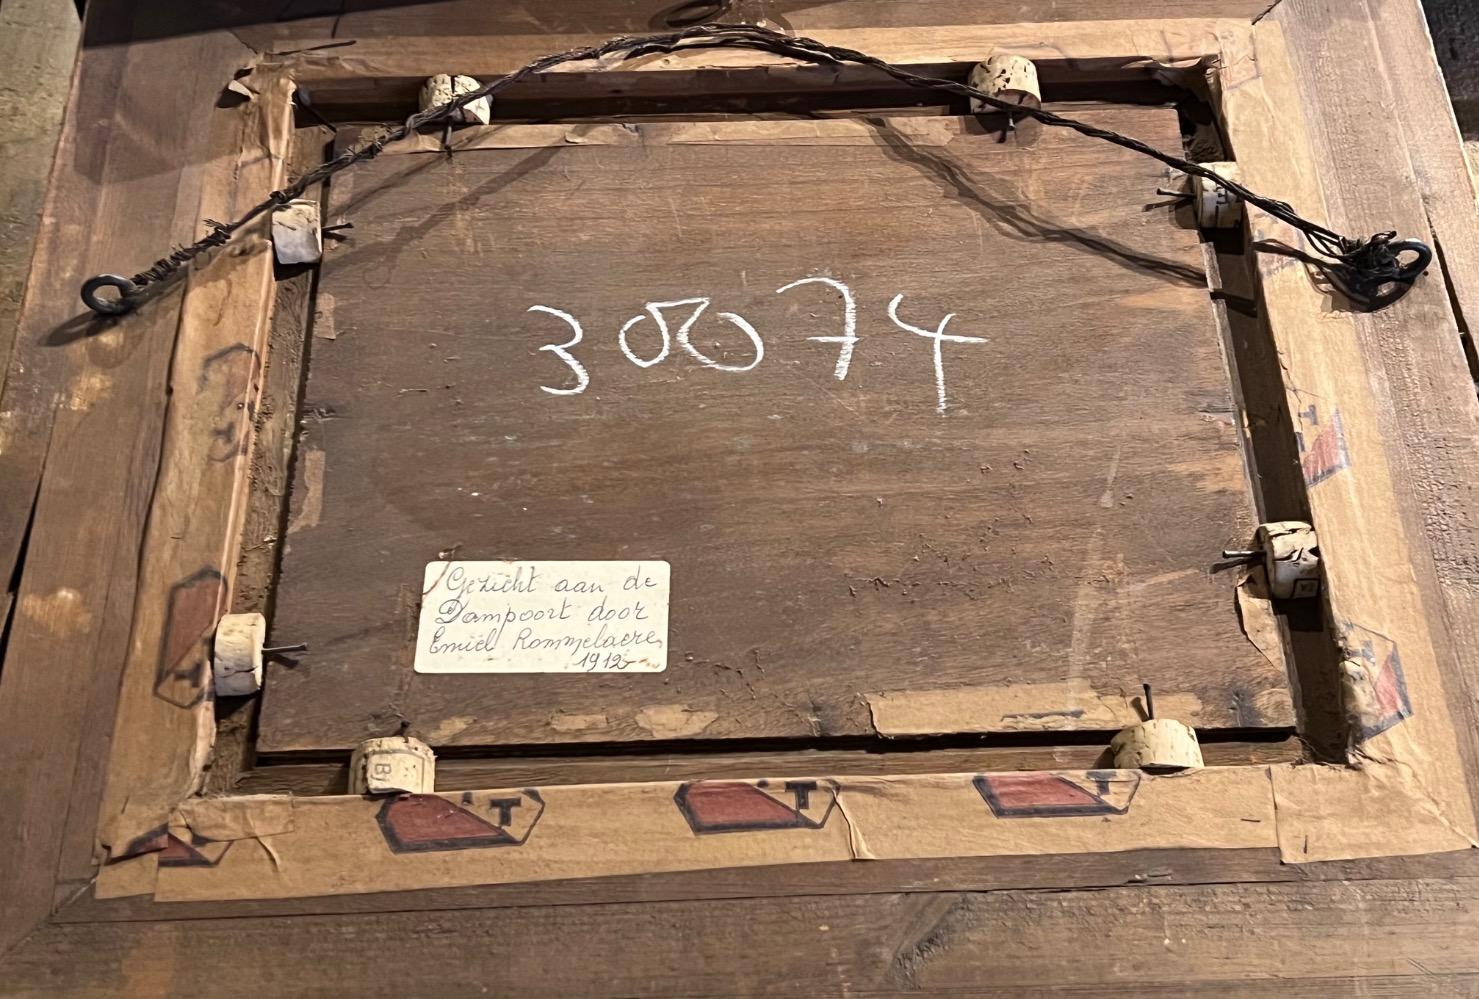 30074
Gezicht aan de
Dampoort door
Emiel Rommelaere
1912
T
T
T
T
T
T
B